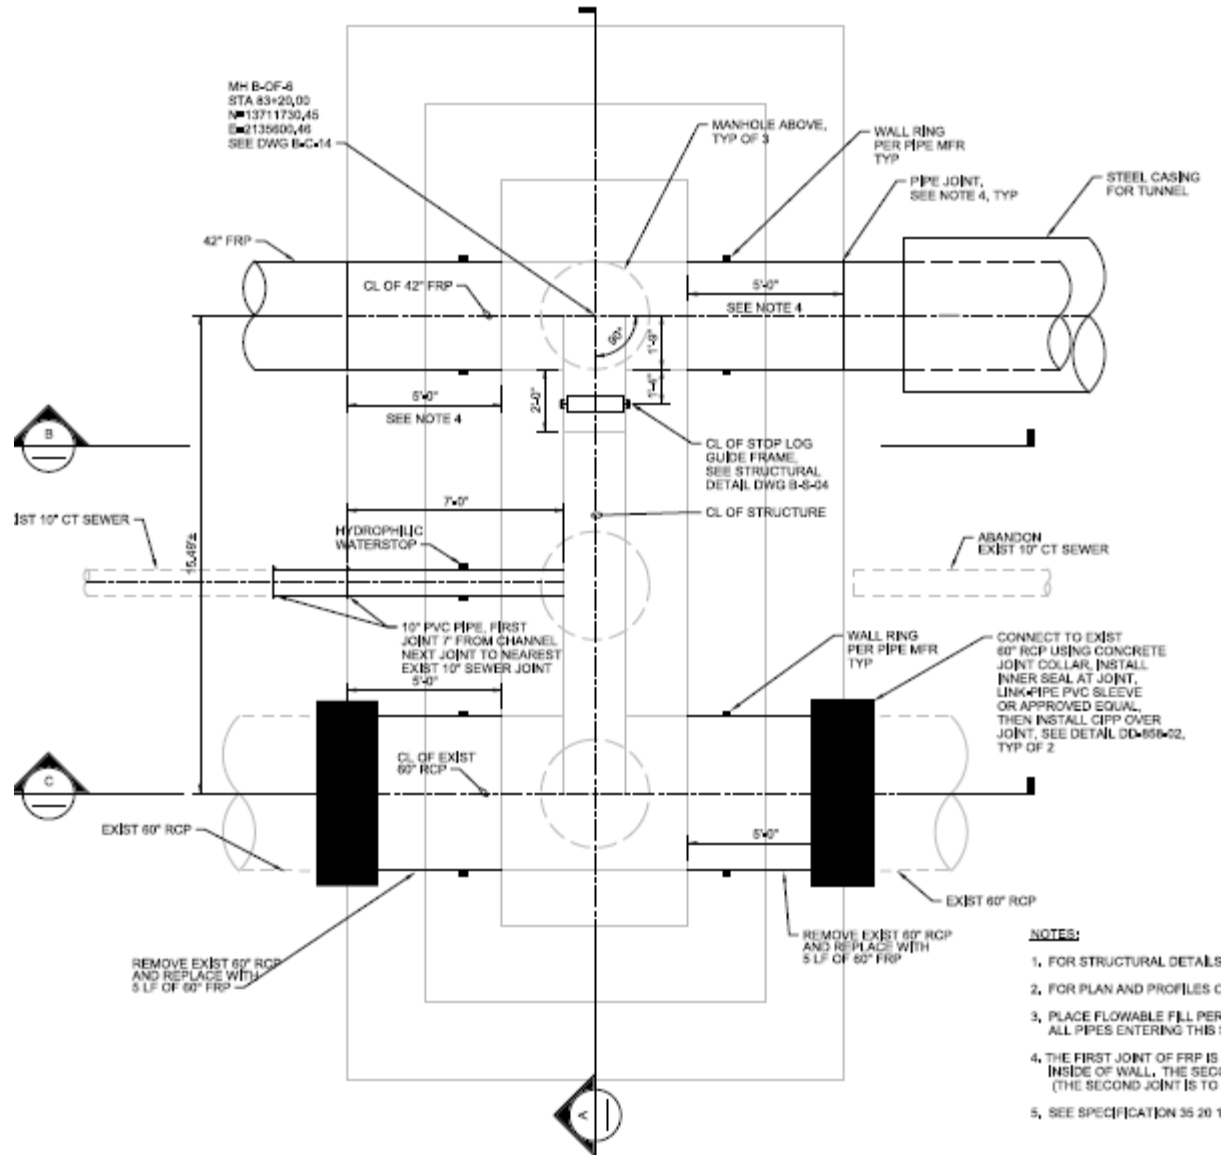 MH B-OF-6
STA 83+20.00
N=13711730.45
E=2135600.46
SEE DWG B-C-14
MANHOLE ABOVE,
TYP OF 3
WALL RING
PER PIPE MFR
TYP
PIPE JOINT,
SEE NOTE 4, TYP
STEEL CASING
FOR TUNNEL
42" FRP
CL OF 42" FRP
5'-0"
SEE NOTE 4
90°
1'-9"
1'-4"
2'-0"
5'-0"
SEE NOTE 4
B
CL OF STOP LOG
GUIDE FRAME,
SEE STRUCTURAL
DETAIL DWG B-S-04
CL OF STRUCTURE
7'-0"
IST 10" CT SEWER
15.49'±
HYDROPHILIC
WATERSTOP
ABANDON
EXIST 10" CT SEWER
10" PVC PIPE, FIRST
JOINT 7' FROM CHANNEL
NEXT JOINT TO NEAREST
EXIST 10" SEWER JOINT
5'-0"
WALL RING
PER PIPE MFR
TYP
CONNECT TO EXIST
60" RCP USING CONCRETE
JOINT COLLAR, INSTALL
INNER SEAL AT JOINT,
LINK-PIPE PVC SLEEVE
OR APPROVED EQUAL,
THEN INSTALL CIPP OVER
JOINT, SEE DETAIL DD-858-02,
TYP OF 2
CL OF EXIST
60" RCP
C
EXIST 60" RCP
5'-0"
EXIST 60" RCP
REMOVE EXIST 60" RCP
AND REPLACE WITH
5 LF OF 60" FRP
REMOVE EXIST 60" RCP
AND REPLACE WITH
5 LF OF 60" FRP
A
NOTES:
1. FOR STRUCTURAL DETAILS
2. FOR PLAN AND PROFILES
3. PLACE FLOWABLE FILL PER
ALL PIPES ENTERING THIS
4. THE FIRST JOINT OF FRP IS
INSIDE OF WALL. THE SECO
(THE SECOND JOINT IS TO
5. SEE SPECIFICATION 35 20 1